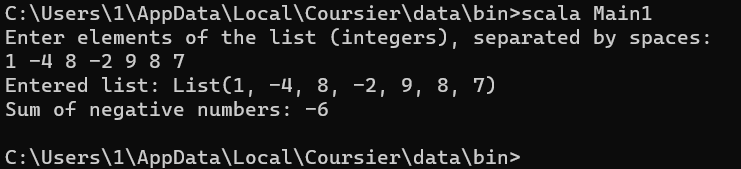 C:\Users\1\AppData\Local\Coursier\data\bin>scala Main1
Enter elements of the list (integers), separated by spaces:
1 -4 8 -2 9 8 7
Entered list: List(1, -4, 8, -2, 9, 8, 7)
Sum of negative numbers: -6
C:\Users\1\AppData\Local\Coursier\data\bin>